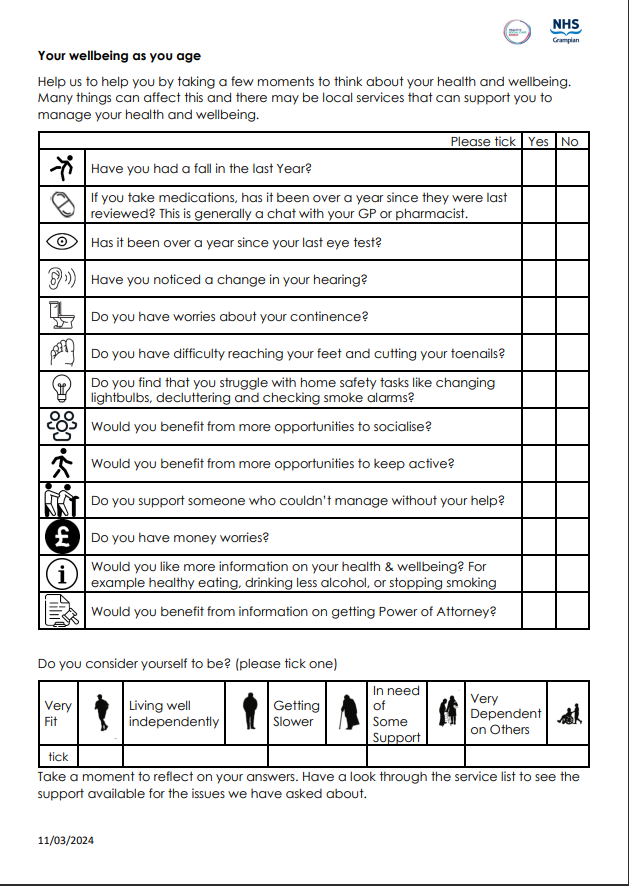 NHS
Grampian
Your wellbeing as you age
Help us to help you by taking a few moments to think about your health and wellbeing.
Many things can affect this and there may be local services that can support you to
manage your health and wellbeing.
Please tick Yes No
Have you had a fall in the last Year?
If you take medications, has it been over a year since they were last
reviewed? This is generally a chat with your GP or pharmacist.
Has it been over a year since your last eye test?
Have you noticed a change in your hearing?
Do you have worries about your continence?
Do you have difficulty reaching your feet and cutting your toenails?
Do you find that you struggle with home safety tasks like changing
lightbulbs, decluttering and checking smoke alarms?
Would you benefit from more opportunities to socialise?
Would you benefit from more opportunities to keep active?
Do you support someone who couldn't manage without your help?
£
Do you have money worries?
i
Would you like more information on your health & wellbeing? For
example healthy eating, drinking less alcohol, or stopping smoking
Would you benefit from information on getting Power of Attorney?
Do you consider yourself to be? (please tick one)
Very
Fit
Living well
independently
Getting
Slower
In need
of
Some
Support
Very
Dependent
on Others
tick
Take a moment to reflect on your answers. Have a look through the service list to see the
support available for the issues we have asked about.
11/03/2024